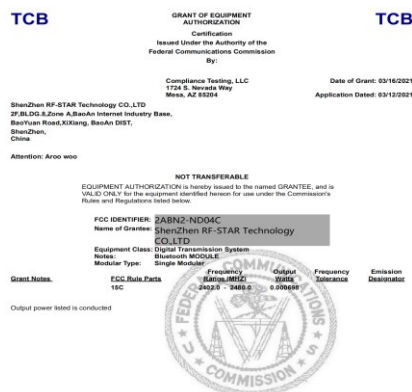 TCB
GRANT OF EQUIPMENT
AUTHORIZATION
TCB
Certification
Issued Under the Authority of the
Federal Communications Commission
By:
Compliance Testing, LLC
1724 S. Nevada Way
Mesa, AZ 85204
Date of Grant: 03/16/2021
Application Dated: 03/12/2021
ShenZhen RF-STAR Technology CO.,LTD
2F,BLDG.8,Zone A,BaoAn Internet Industry Base,
BaoYuan Road,XiXiang, BaoAn DIST,
ShenZhen,
China
Attention: Aroo woo
NOT TRANSFERABLE
EQUIPMENT AUTHORIZATION is hereby issued to the named GRANTEE, and is
VALID ONLY for the equipment identified hereon for use under the Commission's
Rules and Regulations listed below.
FCC IDENTIFIER: 2ABN2-ND04C
Name of Grantee: ShenZhen RF-STAR Technology
CO.,LTD
Equipment Class: Digital Transmission System
Notes: Bluetooth MODULE
Modular Type: Single Modular
Grant Notes FCC Rule Parts Frequency Range (MHZ) Output Watts Frequency Tolerance Emission Designator
15C 2402.0 - 2480.0 0.000698
Output power listed is conducted
FEDERAL COMMUNICATIONS COMMISSION